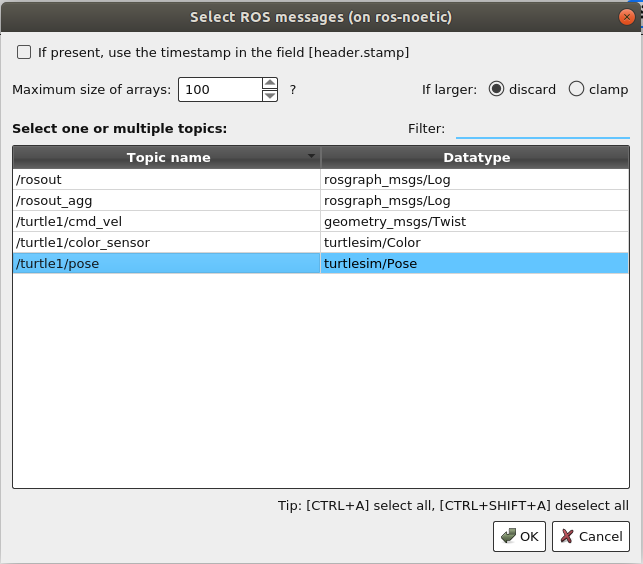 Select ROS messages (on ros-noetic)
If present, use the timestamp in the field [header.stamp]
Maximum size of arrays: 100 ? If larger: discard clamp
Select one or multiple topics: Filter:
Topic name Datatype
/rosout rosgraph_msgs/Log
/rosout_agg rosgraph_msgs/Log
/turtle1/cmd_vel geometry_msgs/Twist
/turtle1/color_sensor turtlesim/Color
/turtle1/pose turtlesim/Pose
Tip: [CTRL+A] select all, [CTRL+SHIFT+A] deselect all
OK Cancel